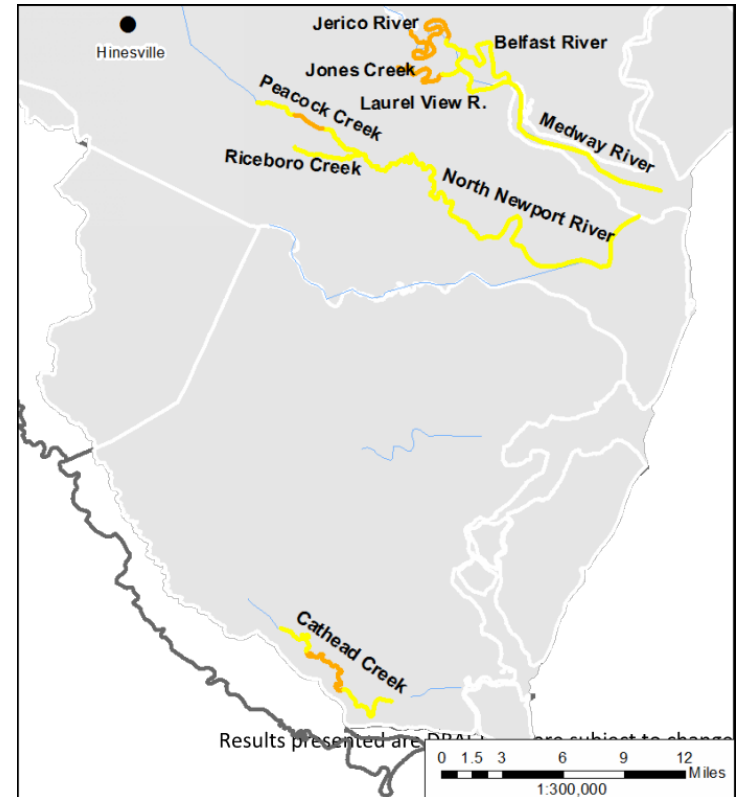 Jerico River
Hinesville
Belfast River
Jones Creek
Peacock Creek
Laurel View R.
Medway River
Riceboro Creek
North Newport River
Cathead Creek
Results presented are are subject to change
0 1.5 3 6 9 12
Miles
1:300,000